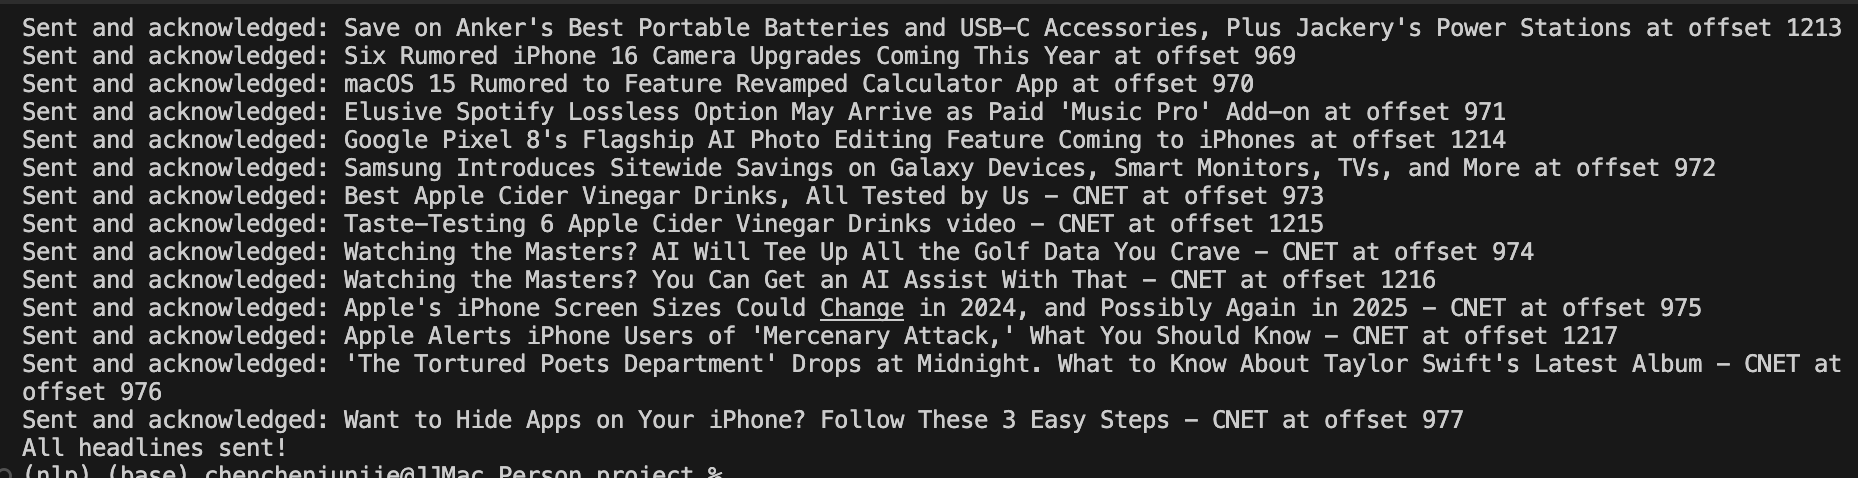 Sent and acknowledged: Save on Anker's Best Portable Batteries and USB-C Accessories, Plus Jackery's Power Stations at offset 1213
Sent and acknowledged: Six Rumored iPhone 16 Camera Upgrades Coming This Year at offset 969
Sent and acknowledged: macOS 15 Rumored to Feature Revamped Calculator App at offset 970
Sent and acknowledged: Elusive Spotify Lossless Option May Arrive as Paid 'Music Pro' Add-on at offset 971
Sent and acknowledged: Google Pixel 8's Flagship AI Photo Editing Feature Coming to iPhones at offset 1214
Sent and acknowledged: Samsung Introduces Sitewide Savings on Galaxy Devices, Smart Monitors, TVs, and More at offset 972
Sent and acknowledged: Best Apple Cider Vinegar Drinks, All Tested by Us - CNET at offset 973
Sent and acknowledged: Taste-Testing 6 Apple Cider Vinegar Drinks video - CNET at offset 1215
Sent and acknowledged: Watching the Masters? AI Will Tee Up All the Golf Data You Crave - CNET at offset 974
Sent and acknowledged: Watching the Masters? You Can Get an AI Assist With That - CNET at offset 1216
Sent and acknowledged: Apple's iPhone Screen Sizes Could Change in 2024, and Possibly Again in 2025 - CNET at offset 975
Sent and acknowledged: Apple Alerts iPhone Users of 'Mercenary Attack,' What You Should Know - CNET at offset 1217
Sent and acknowledged: 'The Tortured Poets Department' Drops at Midnight. What to Know About Taylor Swift's Latest Album - CNET at
offset 976
Sent and acknowledged: Want to Hide Apps on Your iPhone? Follow These 3 Easy Steps - CNET at offset 977
All headlines sent!
(nlp) (base) Person project %